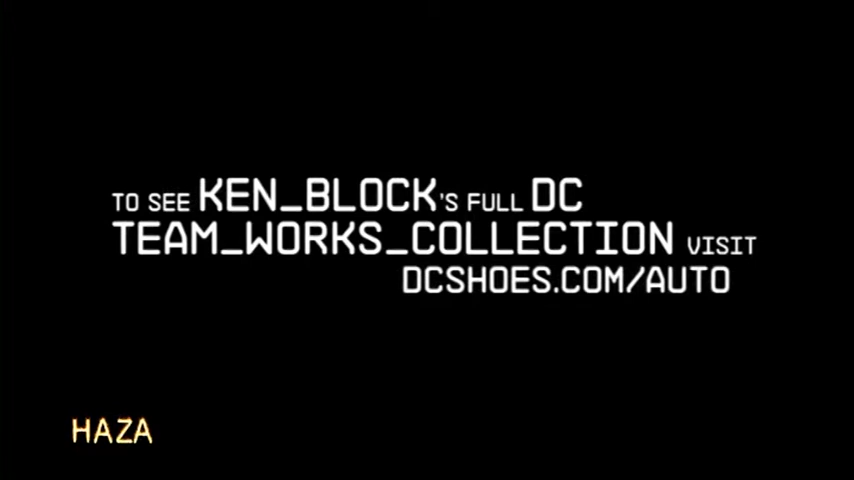 TO SEE KEN_BLOCK'S FULL DC
TEAM_WORKS_COLLECTION VISIT
DCSHOES.COM/AUTO
HAZA